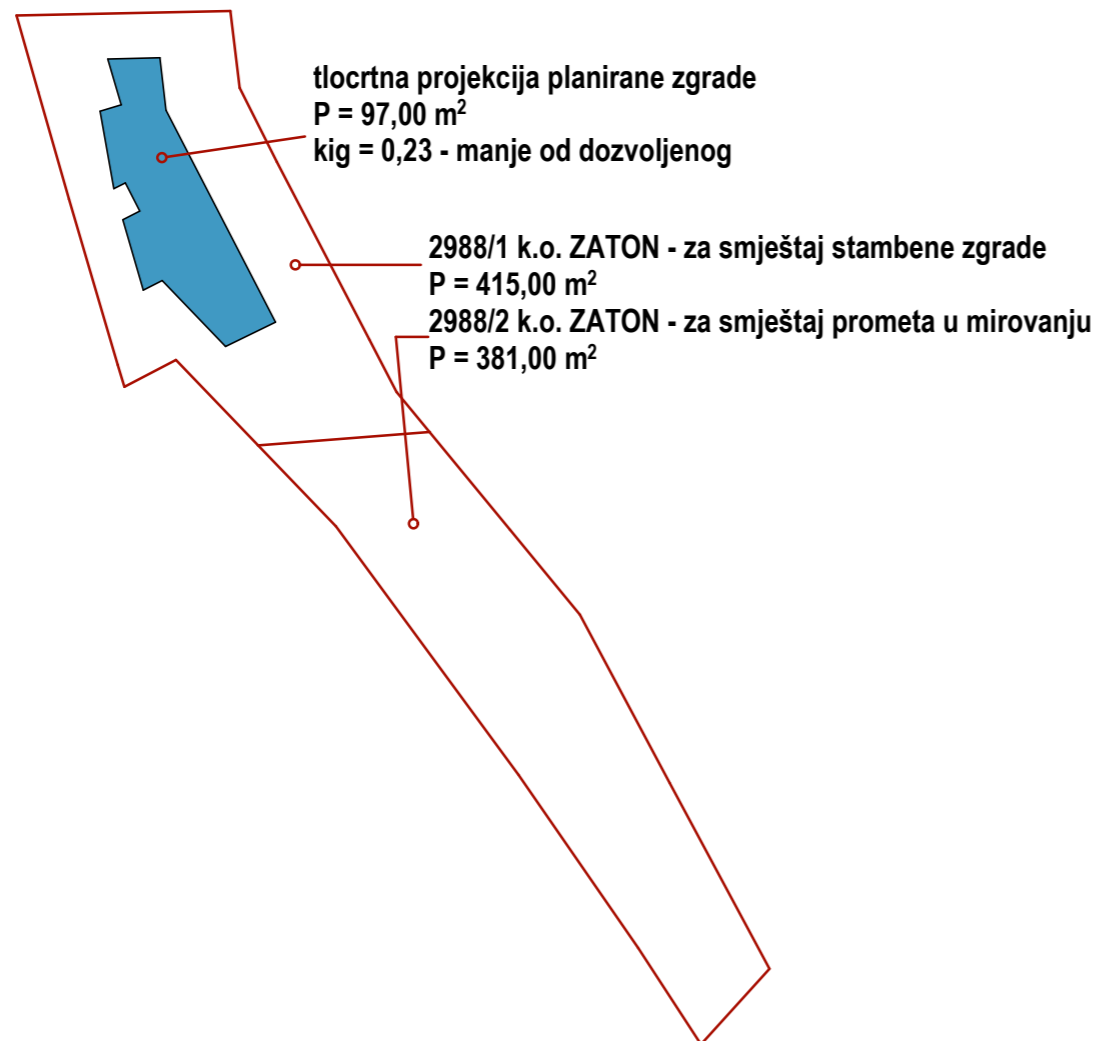 tlocrtna projekcija planirane zgrade
P = 97,00 m²
kig = 0,23 - manje od dozvoljenog
2988/1 k.o. ZATON - za smještaj stambene zgrade
P = 415,00 m²
2988/2 k.o. ZATON - za smještaj prometa u mirovanju
P = 381,00 m²